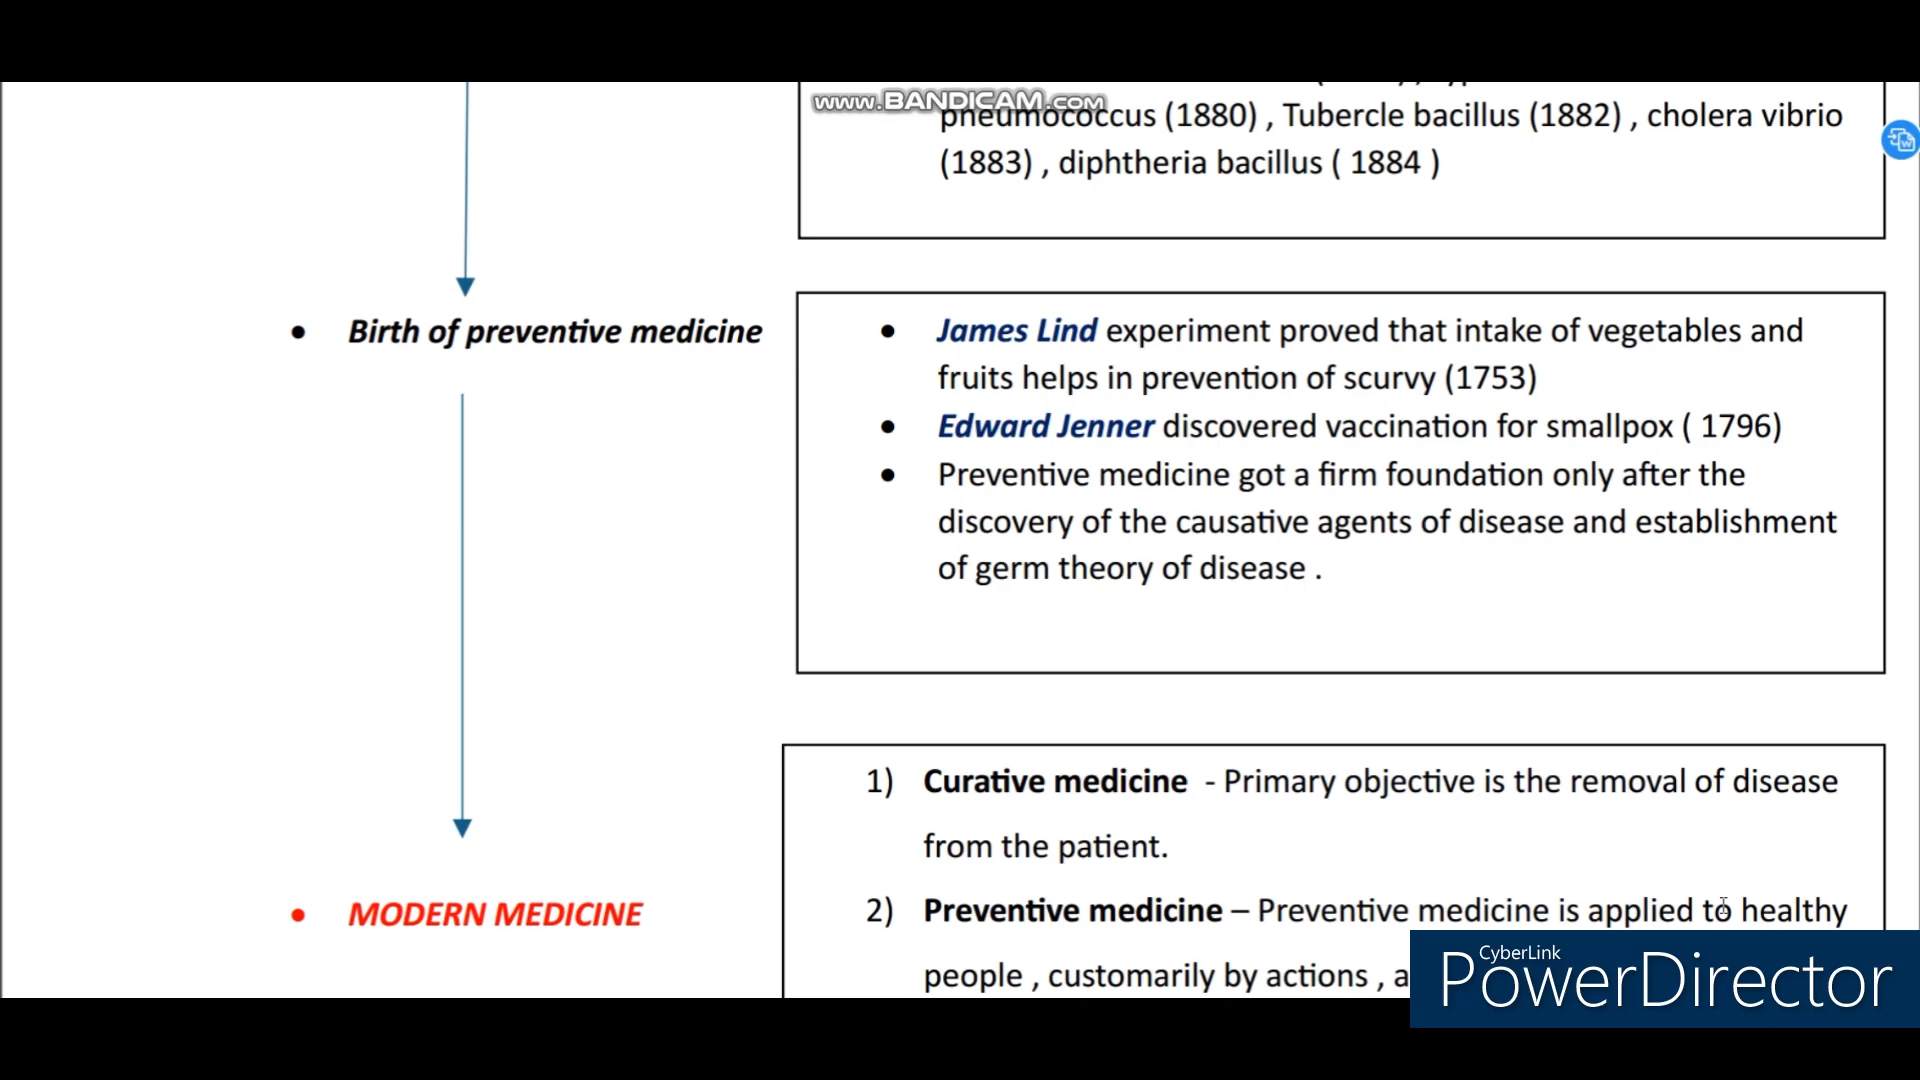 www.BANDICAM.com
pneumococcus (1880) , Tubercle bacillus (1882) , cholera vibrio
(1883) , diphtheria bacillus ( 1884 )
• Birth of preventive medicine
• James Lind experiment proved that intake of vegetables and
fruits helps in prevention of scurvy (1753)
• Edward Jenner discovered vaccination for smallpox ( 1796)
• Preventive medicine got a firm foundation only after the
discovery of the causative agents of disease and establishment
of germ theory of disease .
1) Curative medicine - Primary objective is the removal of disease
from the patient.
• MODERN MEDICINE
2) Preventive medicine – Preventive medicine is applied to healthy
people , customarily by actions , a
CyberLink
PowerDirector